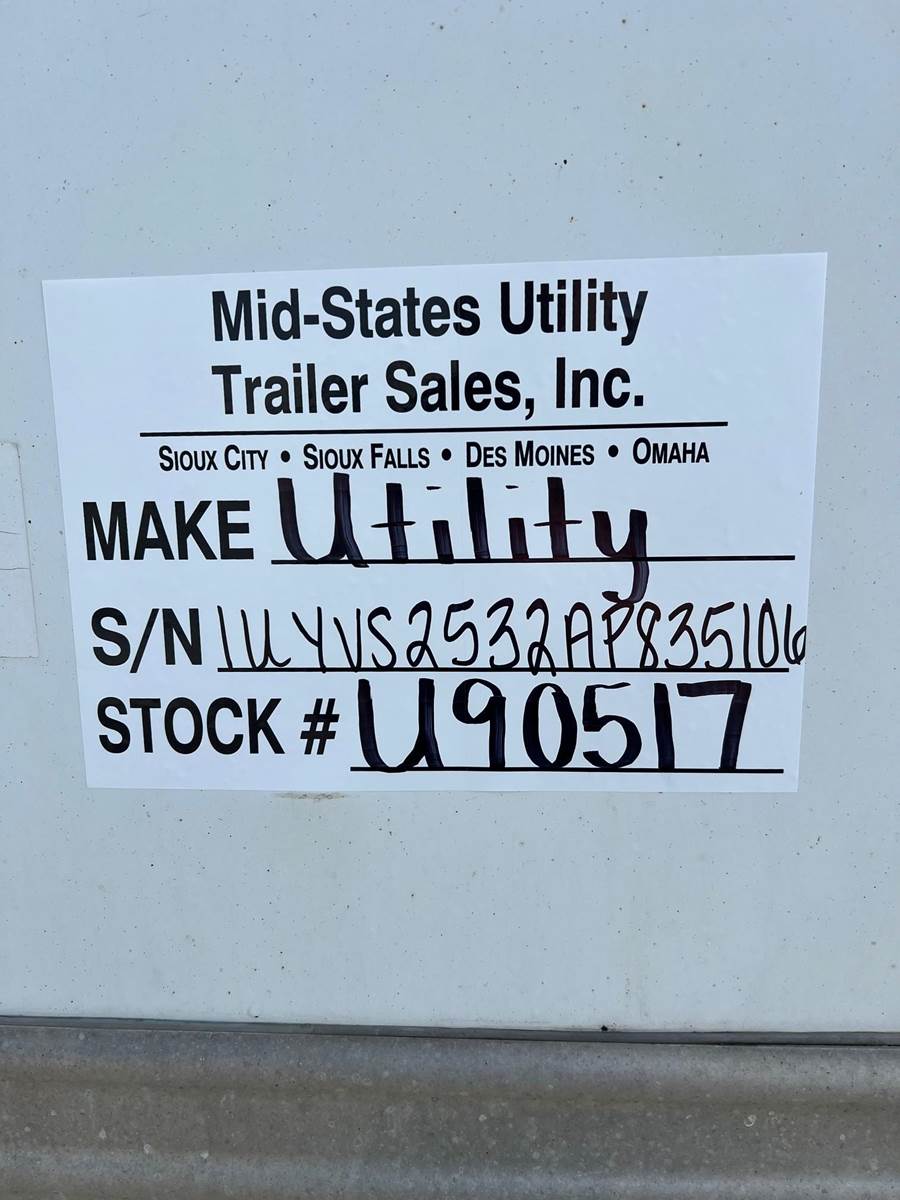 Mid-States Utility
Trailer Sales, Inc.
SIOUX CITY • SIOUX FALLS • DES MOINES • OMAHA
MAKE Utility
S/N 1UYVS2532AP835106
STOCK # U90517